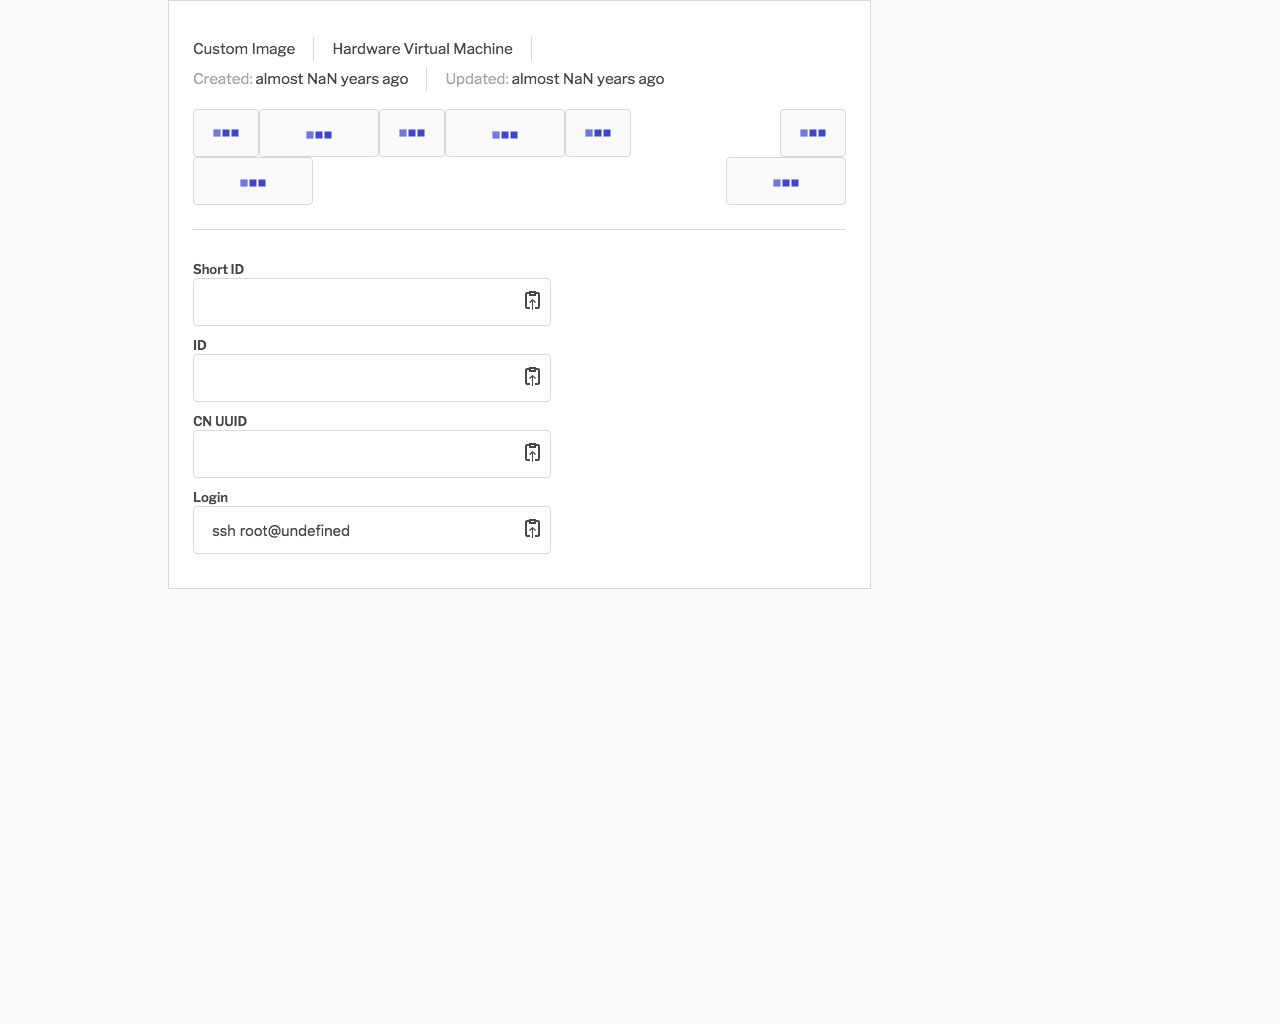 Custom Image Hardware Virtual Machine
Created: almost NaN years ago Updated: almost NaN years ago
Short ID
ID
CN UUID
Login
ssh root@undefined